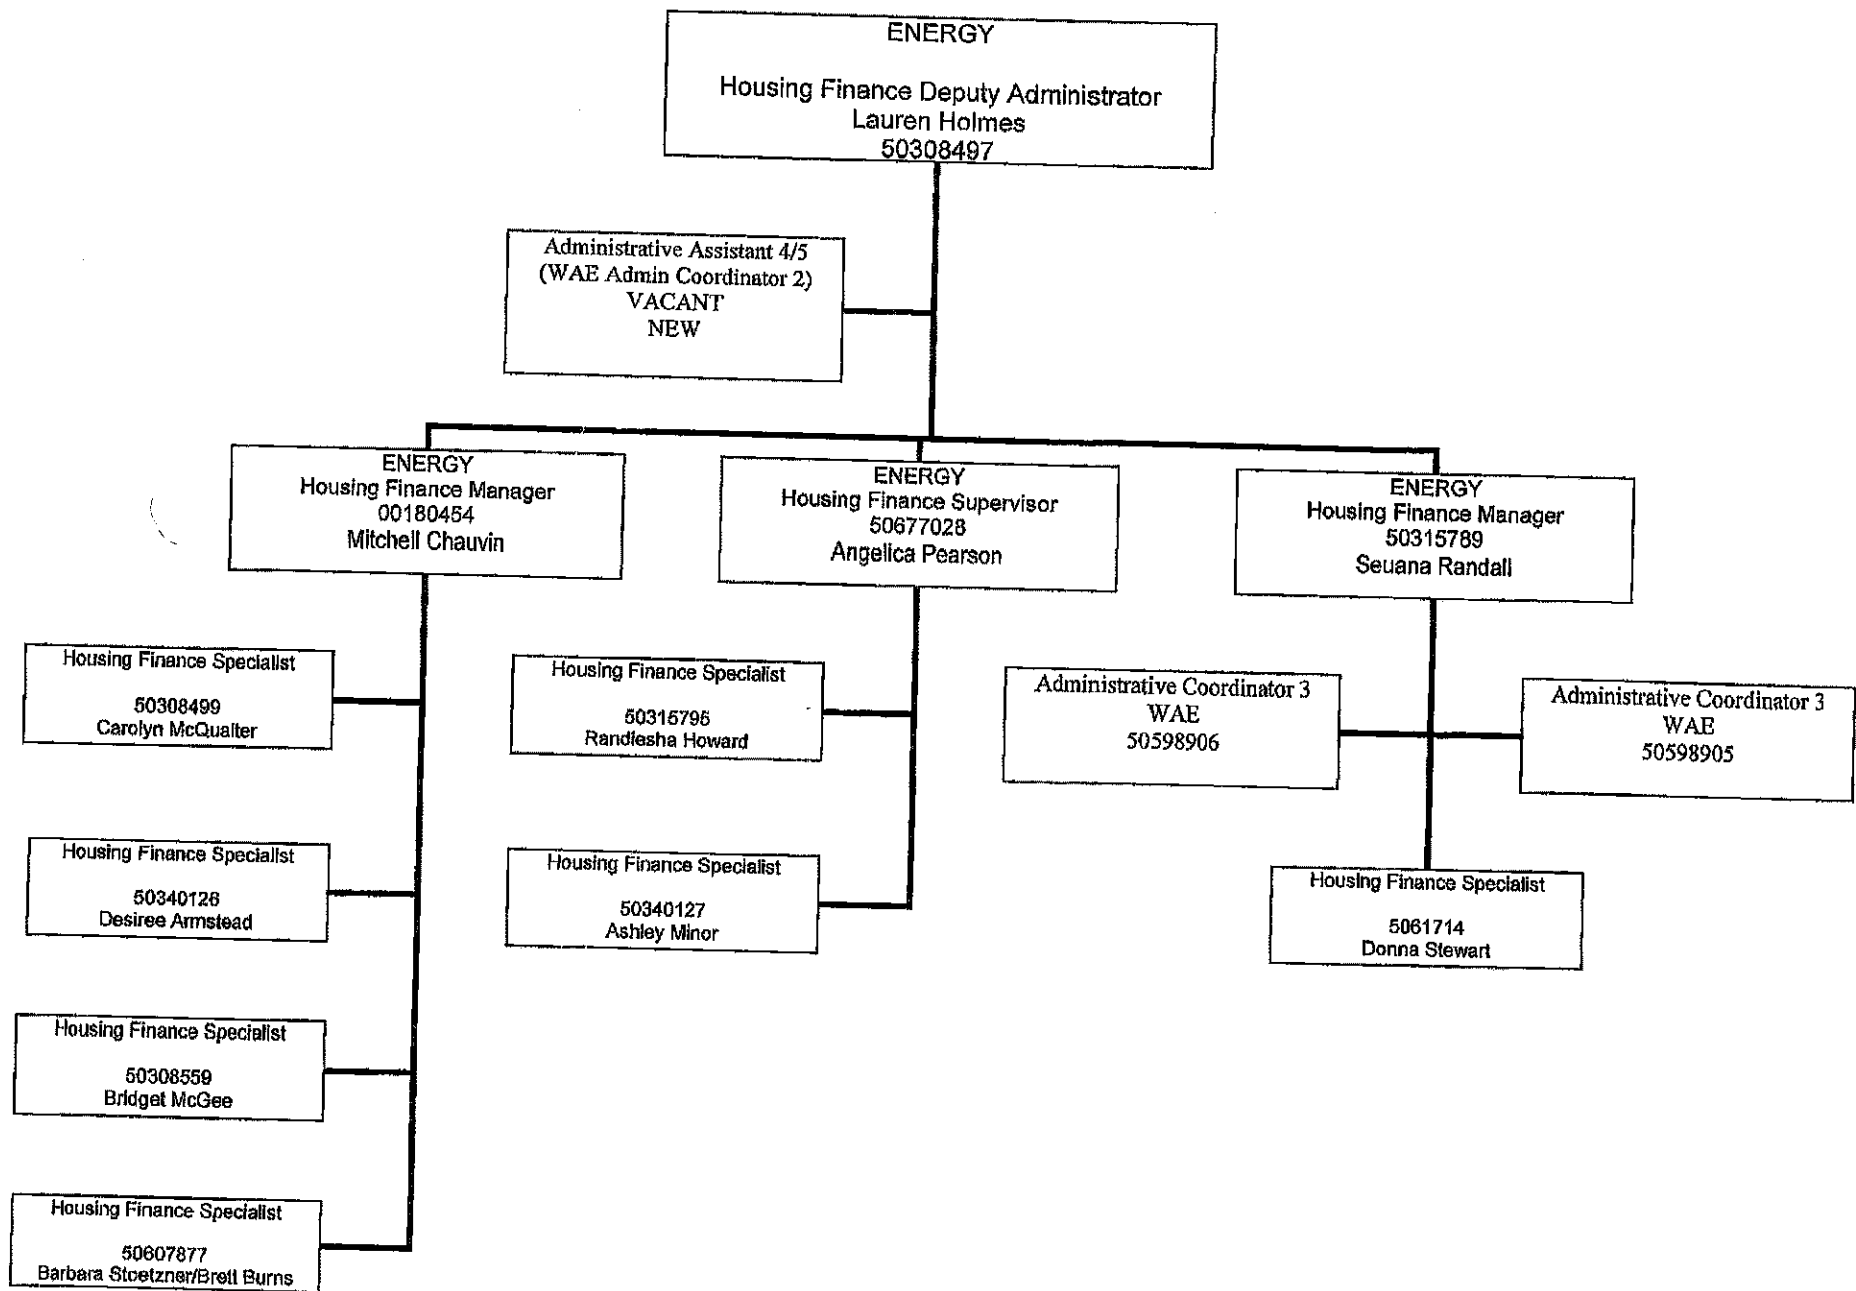 ENERGY
Housing Finance Deputy Administrator
Lauren Holmes
50308497
Administrative Assistant 4/5
(WAE Admin Coordinator 2)
VACANT
NEW
ENERGY
Housing Finance Manager
00180454
Mitchell Chauvin
ENERGY
Housing Finance Supervisor
50677028
Angelica Pearson
ENERGY
Housing Finance Manager
50315789
Seuana Randall
Housing Finance Specialist
50308499
Carolyn McQualter
Housing Finance Specialist
50315795
Randlesha Howard
Administrative Coordinator 3
WAE
50598906
Administrative Coordinator 3
WAE
50598905
Housing Finance Specialist
50340126
Desiree Armstead
Housing Finance Specialist
50340127
Ashley Minor
Housing Finance Specialist
5061714
Donna Stewart
Housing Finance Specialist
50308559
Bridget McGee
Housing Finance Specialist
50607877
Barbara Stoetzner/Brett Burns